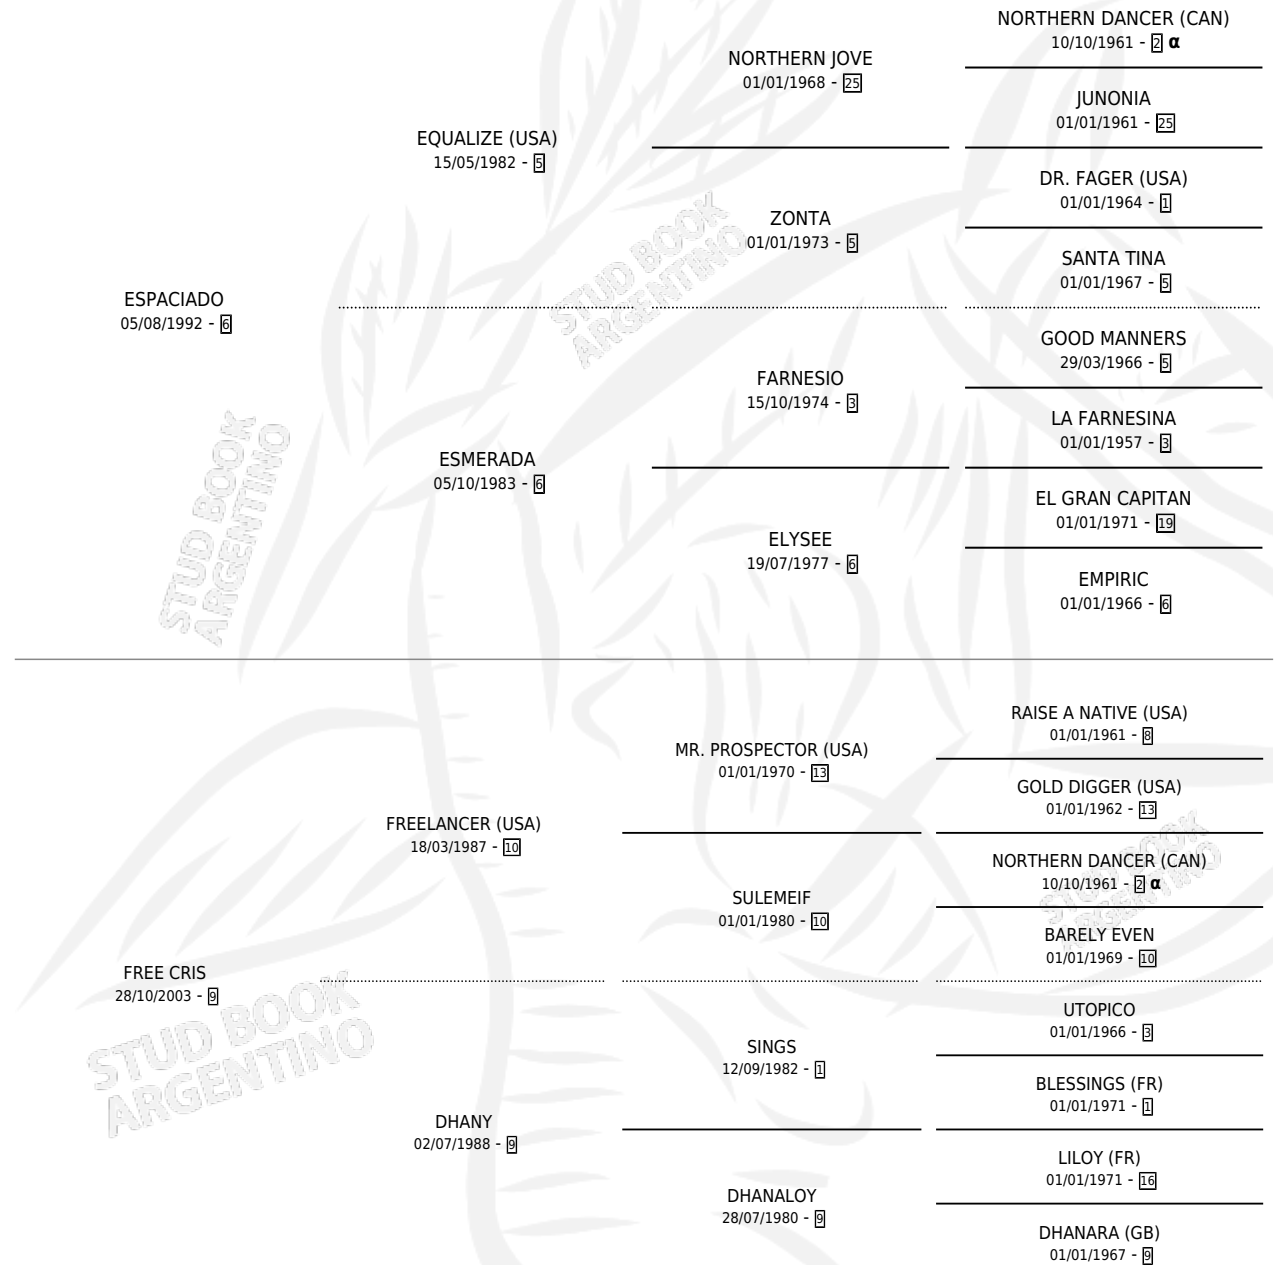 NORTHERN DANCER (CAN)
10/10/1961 - 2 α
NORTHERN JOVE
01/01/1968 - 25
JUNONIA
01/01/1961 - 25
EQUALIZE (USA)
15/05/1982 - 5
DR. FAGER (USA)
01/01/1964 - 1
ZONTA
01/01/1973 - 5
SANTA TINA
01/01/1967 - 5
STUD BOOK
ARGENTINO
ESPACIADO
05/08/1992 - 6
GOOD MANNERS
29/03/1966 - 5
FARNESIO
15/10/1974 - 3
LA FARNESINA
01/01/1957 - 3
ESMERADA
05/10/1983 - 6
EL GRAN CAPITAN
01/01/1971 - 19
ELYSEE
19/07/1977 - 6
EMPIRIC
01/01/1966 - 6
STUD BOOK
ARGENTINO
RAISE A NATIVE (USA)
01/01/1961 - 8
MR. PROSPECTOR (USA)
01/01/1970 - 13
GOLD DIGGER (USA)
01/01/1962 - 13
FREELANCER (USA)
18/03/1987 - 10
NORTHERN DANCER (CAN)
10/10/1961 - 2 α
SULEMEIF
01/01/1980 - 10
BARELY EVEN
01/01/1969 - 10
STUD BOOK
ARGENTINO
FREE CRIS
28/10/2003 - 9
UTOPICO
01/01/1966 - 3
SINGS
12/09/1982 - 1
BLESSINGS (FR)
01/01/1971 - 1
STUD BOOK
ARGENTINO
DHANY
02/07/1988 - 9
LILOY (FR)
01/01/1971 - 16
DHANALOY
28/07/1980 - 9
DHANARA (GB)
01/01/1967 - 9